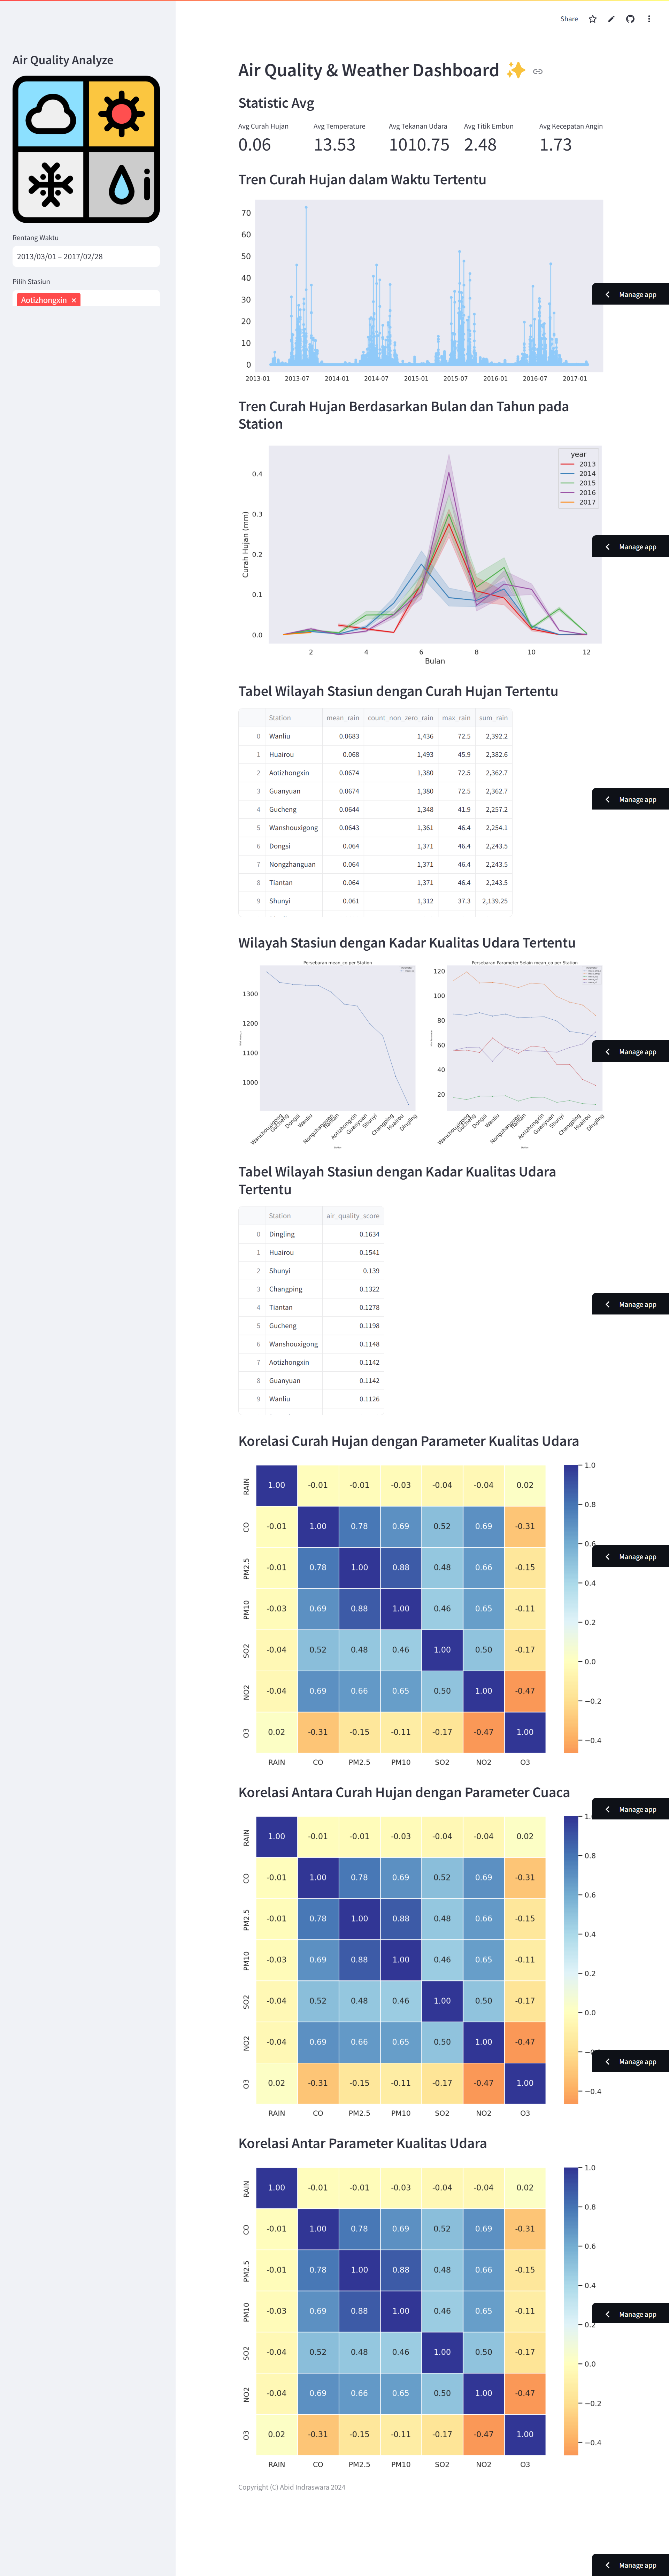 Share
Air Quality Analyze
Rentang Waktu
2013/03/01 – 2017/02/28
Pilih Stasiun
Aotizhongxin ×
Air Quality & Weather Dashboard ✨
Statistic Avg
Avg Curah Hujan Avg Temperature Avg Tekanan Udara Avg Titik Embun Avg Kecepatan Angin
0.06 13.53 1010.75 2.48 1.73
Tren Curah Hujan dalam Waktu Tertentu
70
60
50
40
30
20
10
0
2013-01 2013-07 2014-01 2014-07 2015-01 2015-07 2016-01 2016-07 2017-01
Manage app
Tren Curah Hujan Berdasarkan Bulan dan Tahun pada
Station
year
2013
2014
2015
2016
2017
Curah Hujan (mm)
0.4
0.3
0.2
0.1
0.0
2 4 6 8 10 12
Bulan
Manage app
Tabel Wilayah Stasiun dengan Curah Hujan Tertentu
Station mean_rain count_non_zero_rain max_rain sum_rain
0 Wanliu 0.0683 1,436 72.5 2,392.2
1 Huairou 0.068 1,493 45.9 2,382.6
2 Aotizhongxin 0.0674 1,380 72.5 2,362.7
3 Guanyuan 0.0674 1,380 72.5 2,362.7
4 Gucheng 0.0644 1,348 41.9 2,257.2
5 Wanshouxigong 0.0643 1,361 46.4 2,254.1
6 Dongsi 0.064 1,371 46.4 2,243.5
7 Nongzhanguan 0.064 1,371 46.4 2,243.5
8 Tiantan 0.064 1,371 46.4 2,243.5
9 Shunyi 0.061 1,312 37.3 2,139.25
Manage app
Wilayah Stasiun dengan Kadar Kualitas Udara Tertentu
Persebaran mean_co per Station
1300
1200
1100
1000
Wanshouxigong Gucheng Dongsi Wanliu Nongzhanguan Tiantan Aotizhongxin Guanyuan Shunyi Changping Huairou Dingling
Persebaran Parameter Selain mean_co per Station
120
100
80
60
40
20
Wanshouxigong Gucheng Dongsi Wanliu Nongzhanguan Tiantan Aotizhongxin Guanyuan Shunyi Changping Huairou Dingling
Manage app
Tabel Wilayah Stasiun dengan Kadar Kualitas Udara
Tertentu
Station air_quality_score
0 Dingling 0.1634
1 Huairou 0.1541
2 Shunyi 0.139
3 Changping 0.1322
4 Tiantan 0.1278
5 Gucheng 0.1198
6 Wanshouxigong 0.1148
7 Aotizhongxin 0.1142
8 Guanyuan 0.1142
9 Wanliu 0.1126
Manage app
Korelasi Curah Hujan dengan Parameter Kualitas Udara
RAIN 1.00 -0.01 -0.01 -0.03 -0.04 -0.04 0.02
CO -0.01 1.00 0.78 0.69 0.52 0.69 -0.31
PM2.5 -0.01 0.78 1.00 0.88 0.48 0.66 -0.15
PM10 -0.03 0.69 0.88 1.00 0.46 0.65 -0.11
SO2 -0.04 0.52 0.48 0.46 1.00 0.50 -0.17
NO2 -0.04 0.69 0.66 0.65 0.50 1.00 -0.47
O3 0.02 -0.31 -0.15 -0.11 -0.17 -0.47 1.00
RAIN CO PM2.5 PM10 SO2 NO2 O3
1.0
0.8
0.6
0.4
0.2
0.0
−0.2
−0.4
Manage app
Korelasi Antara Curah Hujan dengan Parameter Cuaca
Manage app
RAIN 1.00 -0.01 -0.01 -0.03 -0.04 -0.04 0.02
CO -0.01 1.00 0.78 0.69 0.52 0.69 -0.31
PM2.5 -0.01 0.78 1.00 0.88 0.48 0.66 -0.15
PM10 -0.03 0.69 0.88 1.00 0.46 0.65 -0.11
SO2 -0.04 0.52 0.48 0.46 1.00 0.50 -0.17
NO2 -0.04 0.69 0.66 0.65 0.50 1.00 -0.47
O3 0.02 -0.31 -0.15 -0.11 -0.17 -0.47 1.00
RAIN CO PM2.5 PM10 SO2 NO2 O3
0.8
0.6
0.4
0.2
0.0
−0.4
Manage app
Korelasi Antar Parameter Kualitas Udara
RAIN 1.00 -0.01 -0.01 -0.03 -0.04 -0.04 0.02
CO -0.01 1.00 0.78 0.69 0.52 0.69 -0.31
PM2.5 -0.01 0.78 1.00 0.88 0.48 0.66 -0.15
PM10 -0.03 0.69 0.88 1.00 0.46 0.65 -0.11
SO2 -0.04 0.52 0.48 0.46 1.00 0.50 -0.17
NO2 -0.04 0.69 0.66 0.65 0.50 1.00 -0.47
O3 0.02 -0.31 -0.15 -0.11 -0.17 -0.47 1.00
RAIN CO PM2.5 PM10 SO2 NO2 O3
1.0
0.8
0.6
0.4
0.2
0.0
−0.2
−0.4
Manage app
Copyright (C) Abid Indraswara 2024
Manage app